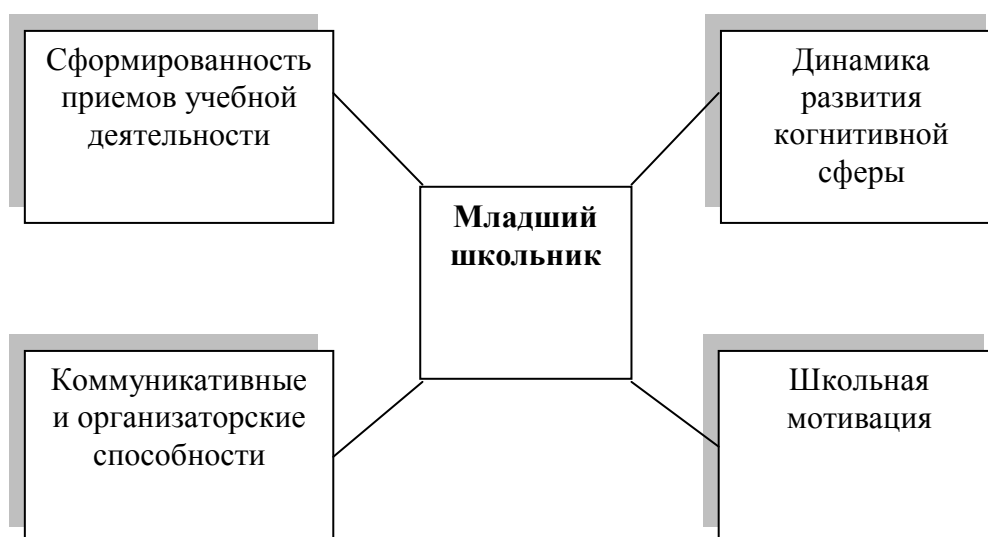 Сформированность
приемов учебной
деятельности
Динамика
развития
когнитивной
сферы
Младший
школьник
Коммуникативные
и организаторские
способности
Школьная
мотивация